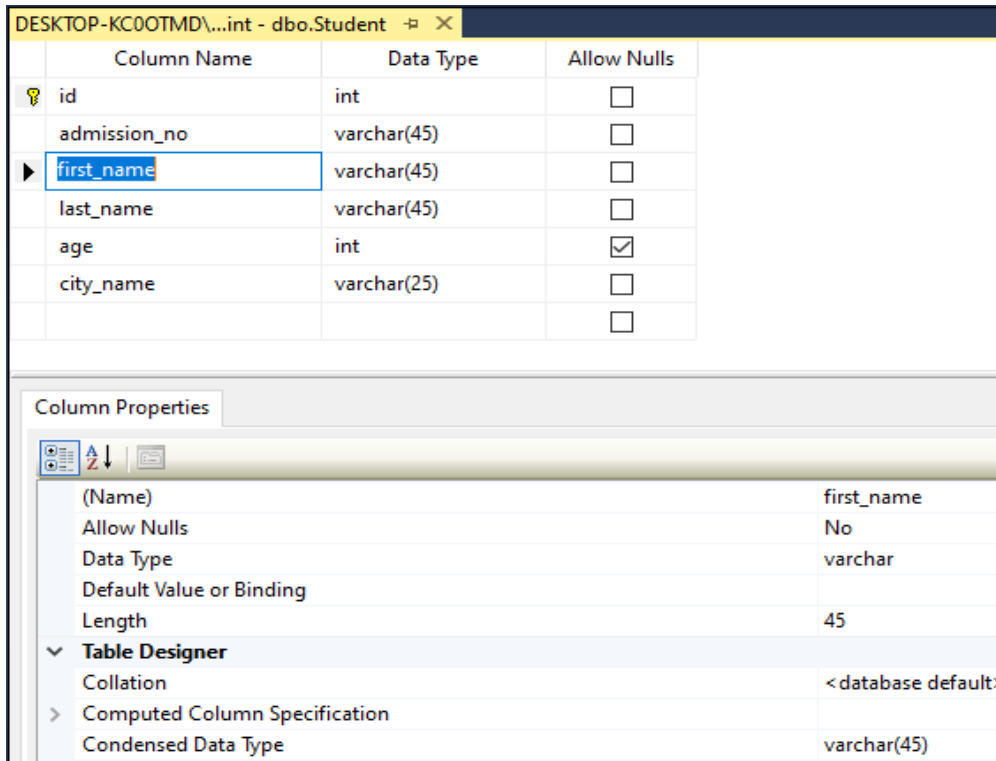 DESKTOP-KC0OTMD\...int - dbo.Student
Column Name Data Type Allow Nulls
id int
admission_no varchar(45)
first_name varchar(45)
last_name varchar(45)
age int
city_name varchar(25)
Column Properties
(Name) first_name
Allow Nulls No
Data Type varchar
Default Value or Binding
Length 45
Table Designer
Collation <database default>
Computed Column Specification
Condensed Data Type varchar(45)